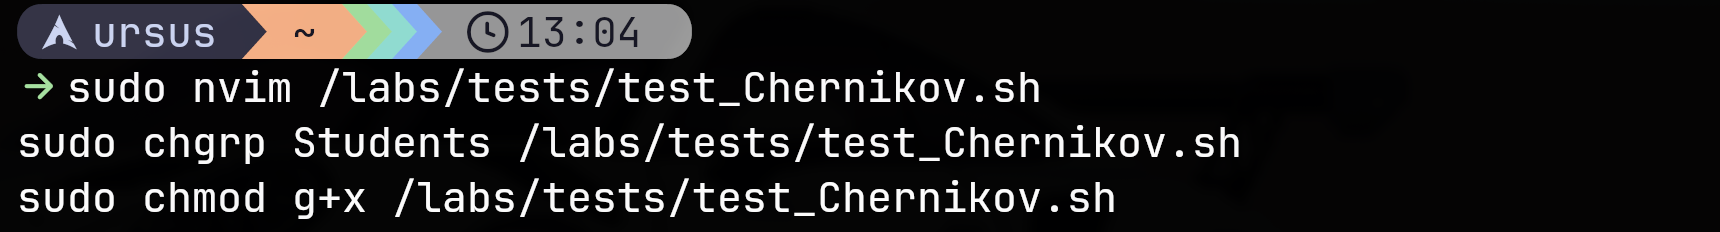 ursus ~ 13:04
→ sudo nvim /labs/tests/test_Chernikov.sh
sudo chgrp Students /labs/tests/test_Chernikov.sh
sudo chmod g+x /labs/tests/test_Chernikov.sh